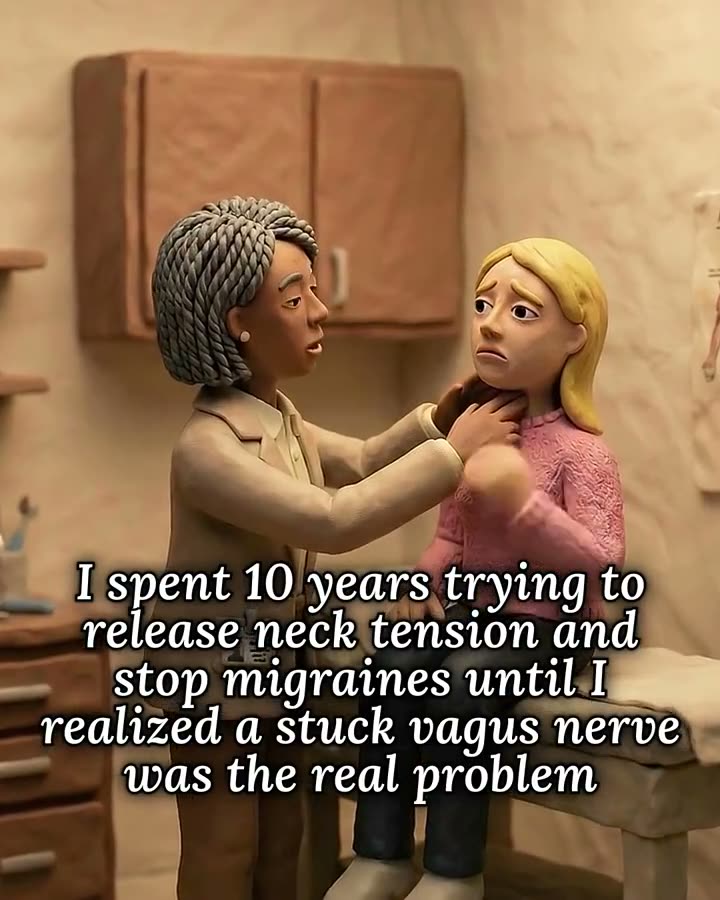 I spent 10 years trying to
release neck tension and
stop migraines until I
realized a stuck vagus nerve
was the real problem